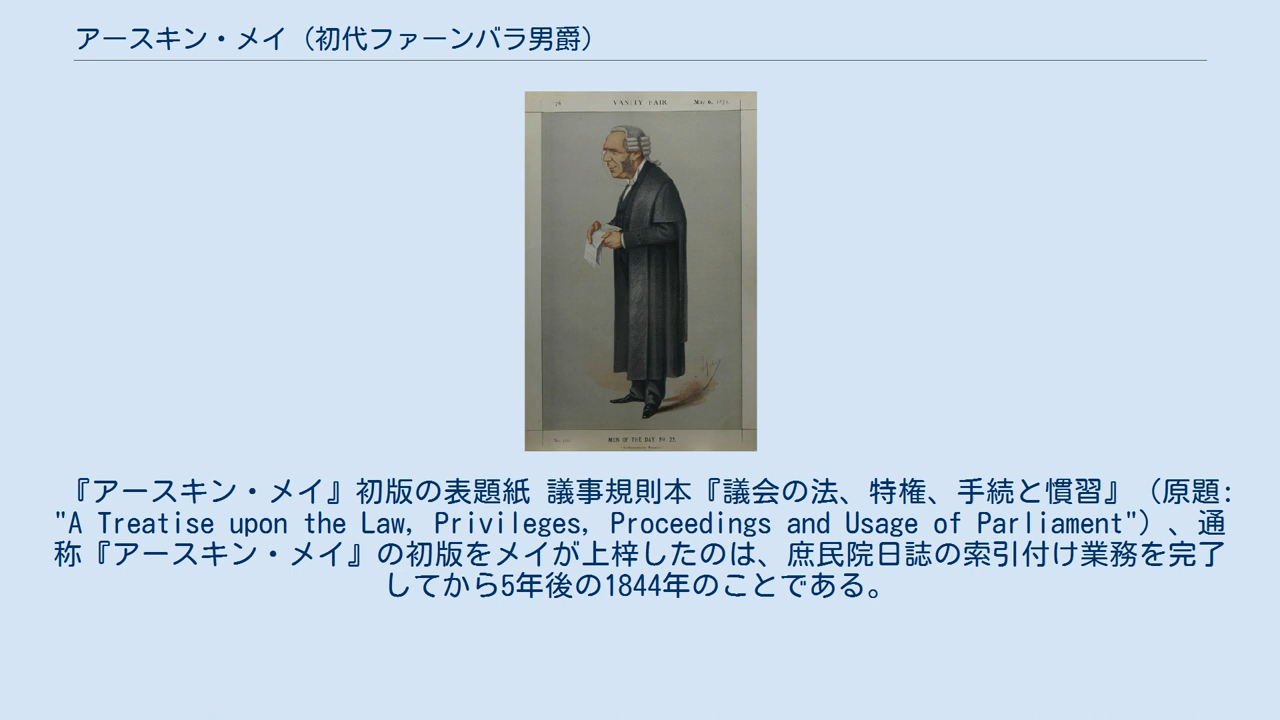 アースキン・メイ（初代ファーンバラ男爵）
VANITY FAIR
MEN OF THE DAY No. 23.
『アースキン・メイ』初版の表題紙 議事規則本『議会の法、特権、手続と慣習』（原題:
"A Treatise upon the Law, Privileges, Proceedings and Usage of Parliament"）、通
称『アースキン・メイ』の初版をメイが上梓したのは、庶民院日誌の索引付け業務を完了
してから5年後の1844年のことである。